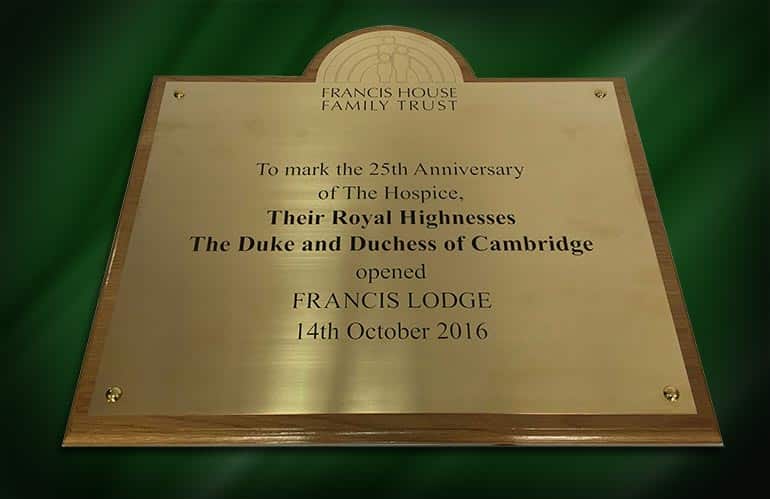 FRANCIS HOUSE
FAMILY TRUST
To mark the 25th Anniversary
of The Hospice,
Their Royal Highnesses
The Duke and Duchess of Cambridge
opened
FRANCIS LODGE
14th October 2016